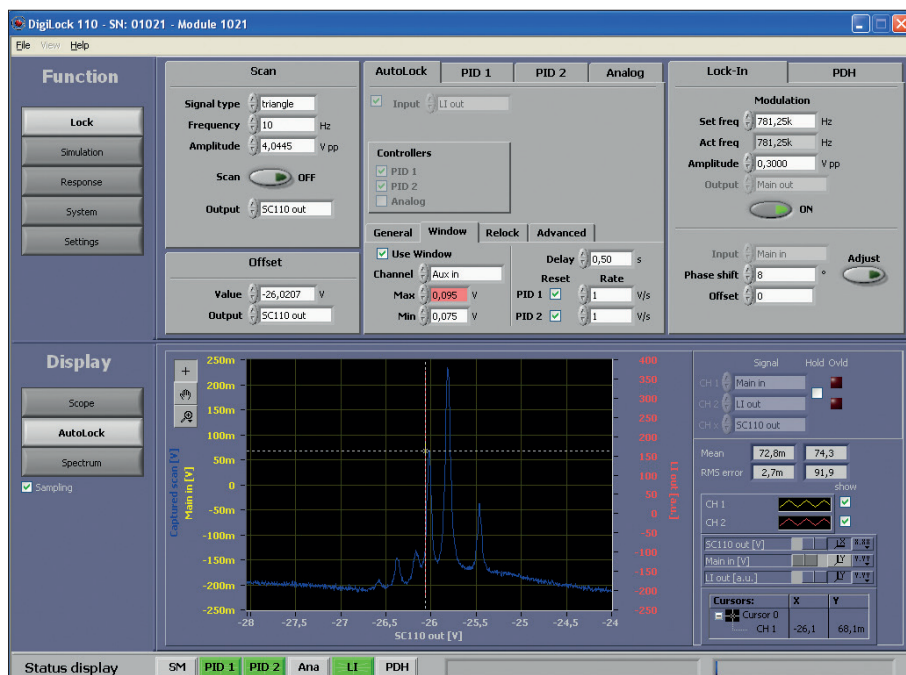 DigiLock 110 - SN: 01021 - Module 1021
File View Help
Function
Lock
Simulation
Response
System
Settings
Scan
Signal type triangle
Frequency 10 Hz
Amplitude 4,0445 V pp
Scan OFF
Output SC110 out
Offset
Value -26,0207 V
Output SC110 out
AutoLock PID 1 PID 2 Analog
Input LI out
Controllers
PID 1
PID 2
Analog
General Window Relock Advanced
Use Window
Channel Aux in
Max 0,095 V
Min 0,075 V
Delay 0,50 s
Reset Rate
PID 1 1 V/s
PID 2 1 V/s
Lock-In PDH
Modulation
Set freq 781,25k Hz
Act freq 781,25k Hz
Amplitude 0,3000 V pp
Output Main out
ON
Input Main in
Phase shift 8 °
Offset 0
Adjust
Display
Scope
AutoLock
Spectrum
Sampling
Captured scan [V]
Main in [V]
250m
200m
150m
100m
50m
0
-50m
-100m
-150m
-200m
-250m
-28 -27,5 -27 -26,5 -26 -25,5 -25 -24,5 -24
SC110 out [V]
400
350
300
250
200
150
100
50
0
-50
-100
-150
-200
-250
LI out [a.u.]
Signal Hold Ovld
CH 1 Main in
CH 2 LI out
CH x SC110 out
Mean 72,8m 74,3
RMS error 2,7m 91,9
show
CH 1
CH 2
SC110 out [V]
Main in [V]
LI out [a.u.]
Cursors: X Y
Cursor 0
CH 1 -26,1 68,1m
Status display SM PID 1 PID 2 Ana LI PDH